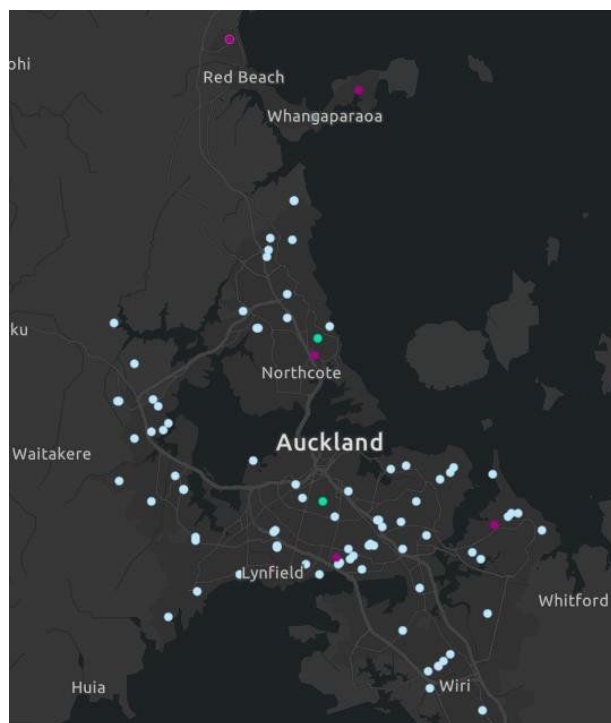 ohi
Red Beach
Whangaparaoa
ku
Northcote
Auckland
Waitakere
Lynfield
Whitford
Huia
Wiri